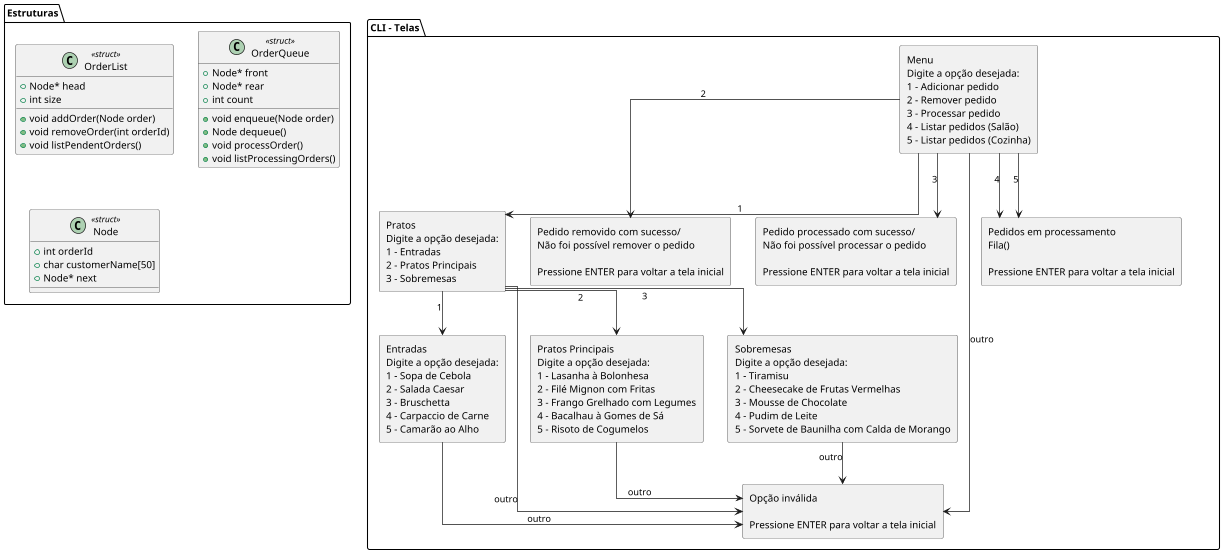 Estruturas
«struct»
OrderList
Node* head
int size
void addOrder(Node order)
void removeOrder(int orderId)
void listPendentOrders()
«struct»
OrderQueue
Node* front
Node* rear
int count
void enqueue(Node order)
Node dequeue()
void processOrder()
void listProcessingOrders()
«struct»
Node
int orderId
char customerName[50]
Node* next
CLI - Telas
Menu
Digite a opção desejada:
1 - Adicionar pedido
2 - Remover pedido
3 - Processar pedido
4 - Listar pedidos (Salão)
5 - Listar pedidos (Cozinha)
2
3
4
5
1
Pratos
Digite a opção desejada:
1 - Entradas
2 - Pratos Principais
3 - Sobremesas
Pedido removido com sucesso/
Não foi possível remover o pedido
Pressione ENTER para voltar a tela inicial
Pedido processado com sucesso/
Não foi possível processar o pedido
Pressione ENTER para voltar a tela inicial
Pedidos em processamento
Fila()
Pressione ENTER para voltar a tela inicial
1
2
3
outro
Entradas
Digite a opção desejada:
1 - Sopa de Cebola
2 - Salada Caesar
3 - Bruschetta
4 - Carpaccio de Carne
5 - Camarão ao Alho
Pratos Principais
Digite a opção desejada:
1 - Lasanha à Bolonhesa
2 - Filé Mignon com Fritas
3 - Frango Grelhado com Legumes
4 - Bacalhau à Gomes de Sá
5 - Risoto de Cogumelos
Sobremesas
Digite a opção desejada:
1 - Tiramisu
2 - Cheesecake de Frutas Vermelhas
3 - Mousse de Chocolate
4 - Pudim de Leite
5 - Sorvete de Baunilha com Calda de Morango
outro
outro
outro
outro
Opção inválida
Pressione ENTER para voltar a tela inicial